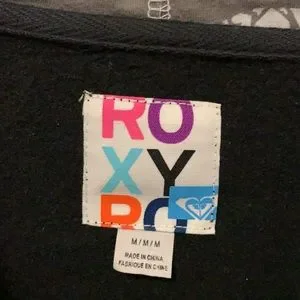 RO
XY
RO
M / M / M
MADE IN CHINA
FABRIQUÉ EN CHINE